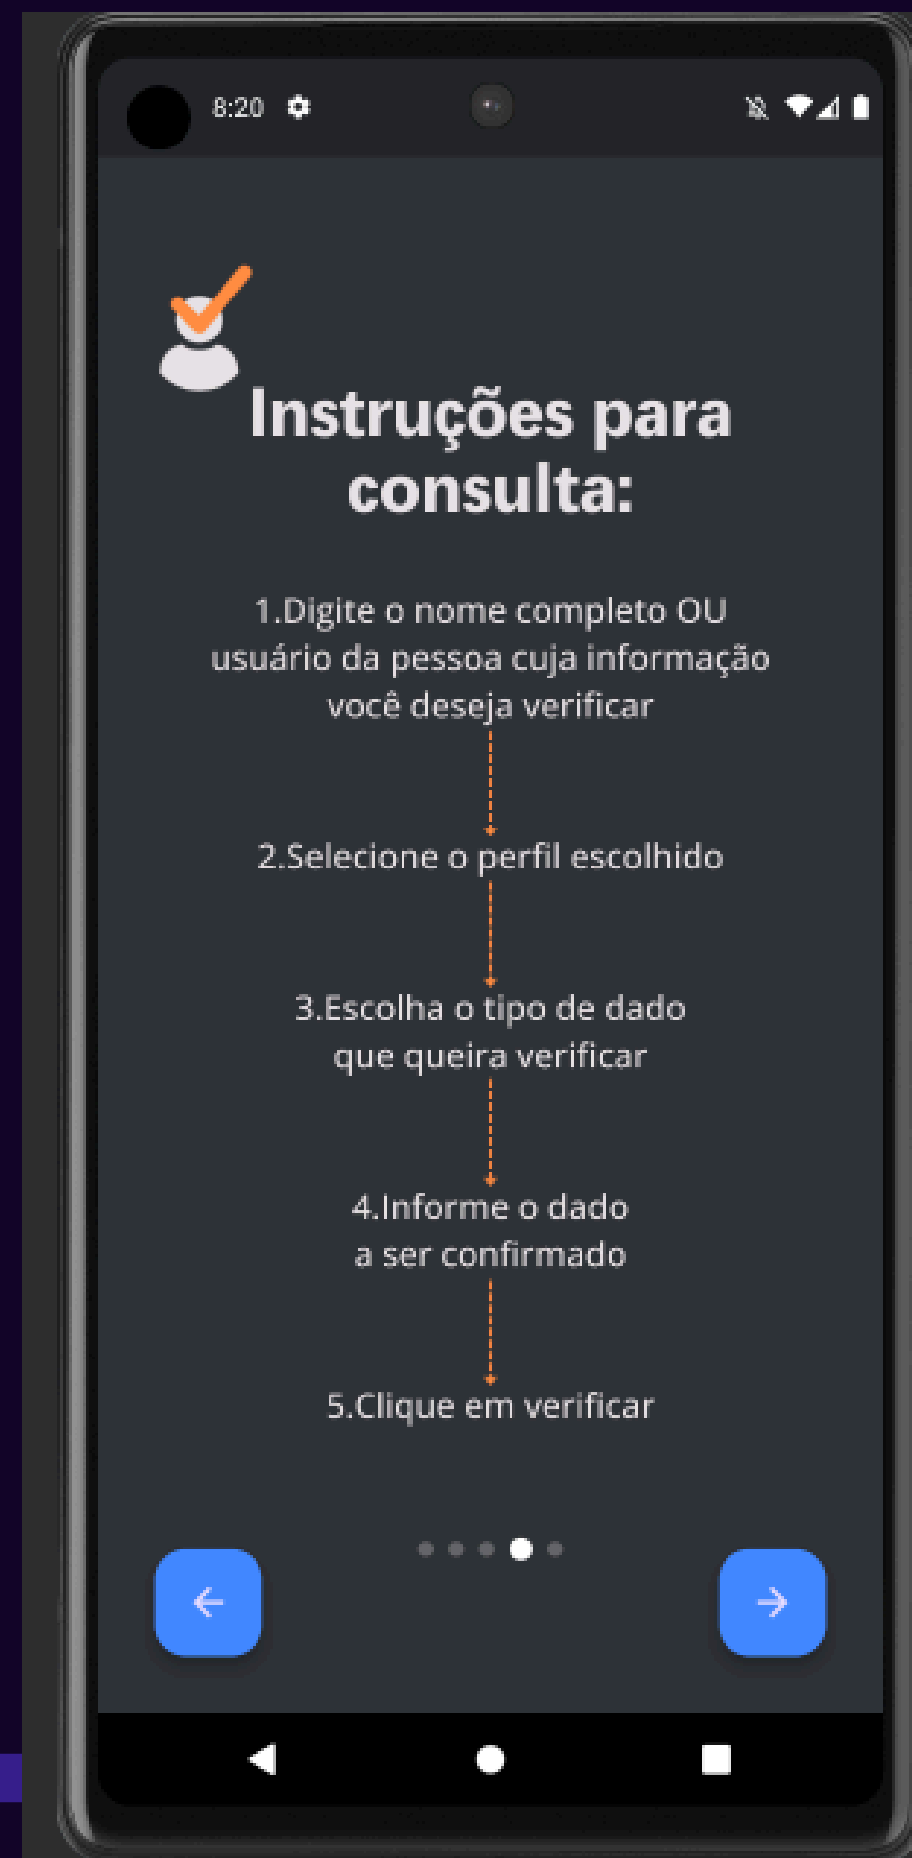 8:20
Instruções para
consulta:
1.Digite o nome completo OU
usuário da pessoa cuja informação
você deseja verificar
2.Selecione o perfil escolhido
3.Escolha o tipo de dado
que queira verificar
4.Informe o dado
a ser confirmado
5.Clique em verificar